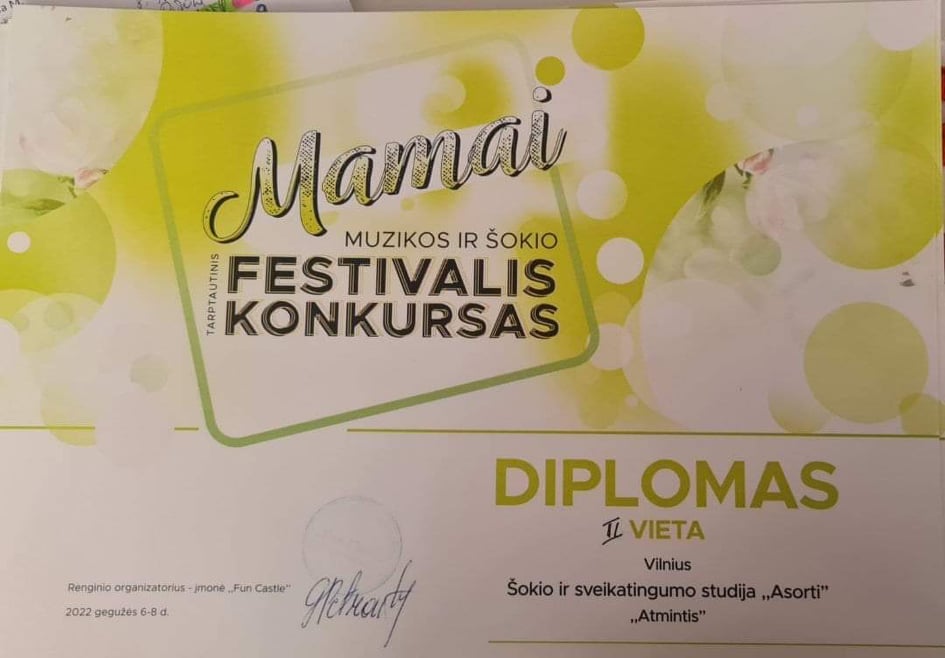 Mamai
MUZIKOS IR ŠOKIO
TARPTAUTINIS
FESTIVALIS
KONKURSAS
DIPLOMAS
II VIETA
Vilnius
Šokio ir sveikatingumo studija „Asorti”
„Atmintis”
Renginio organizatorius - įmonė „Fun Castle”
2022 gegužės 6-8 d.